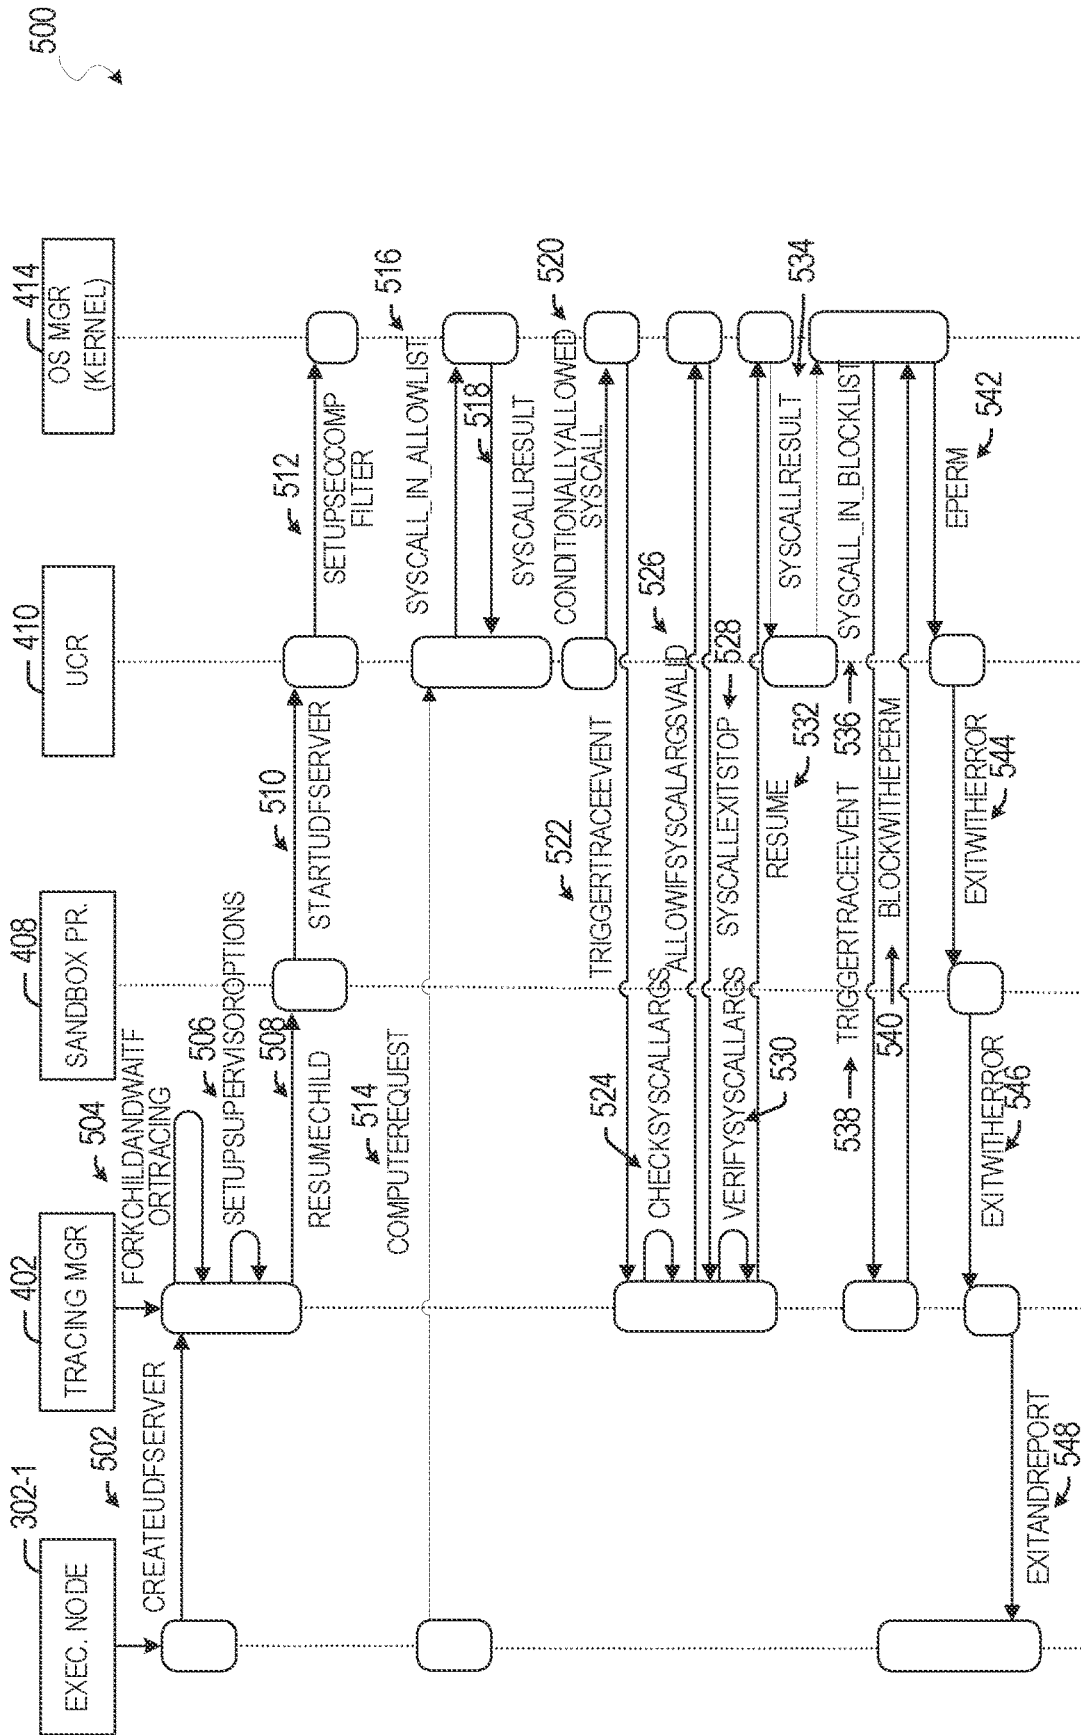 500
302-1
EXEC. NODE
402
TRACING MGR
408
SANDBOX PR.
410
UCR
414
OS MGR
(KERNEL)
502
CREATEUDFSERVER
504
FORKCHILDANDWAITF
ORTRACING
506
SETUPSUPERVISOROPTIONS
508
RESUMECHILD
510
STARTUDFSERVER
512
SETUPSECCOMP
FILTER
514
COMPUTEREQUEST
516
SYSCALL_IN_ALLOWLIST
518
SYSCALLRESULT
520
CONDITIONALLYALLOWED
SYSCALL
522
TRIGGERTRACEEVENT
524
CHECKSYSCALLARGS
526
ALLOWIFSYSCALARGSVALID
528
SYSCALLEXITSTOP
530
VERIFYSYSCALLARGS
532
RESUME
534
SYSCALLRESULT
536
SYSCALL_IN_BLOCKLIST
538
TRIGGERTRACEEVENT
540
BLOCKWITHEPERM
542
EPERM
544
EXITWITHERROR
546
EXITWITHERROR
548
EXITANDREPORT